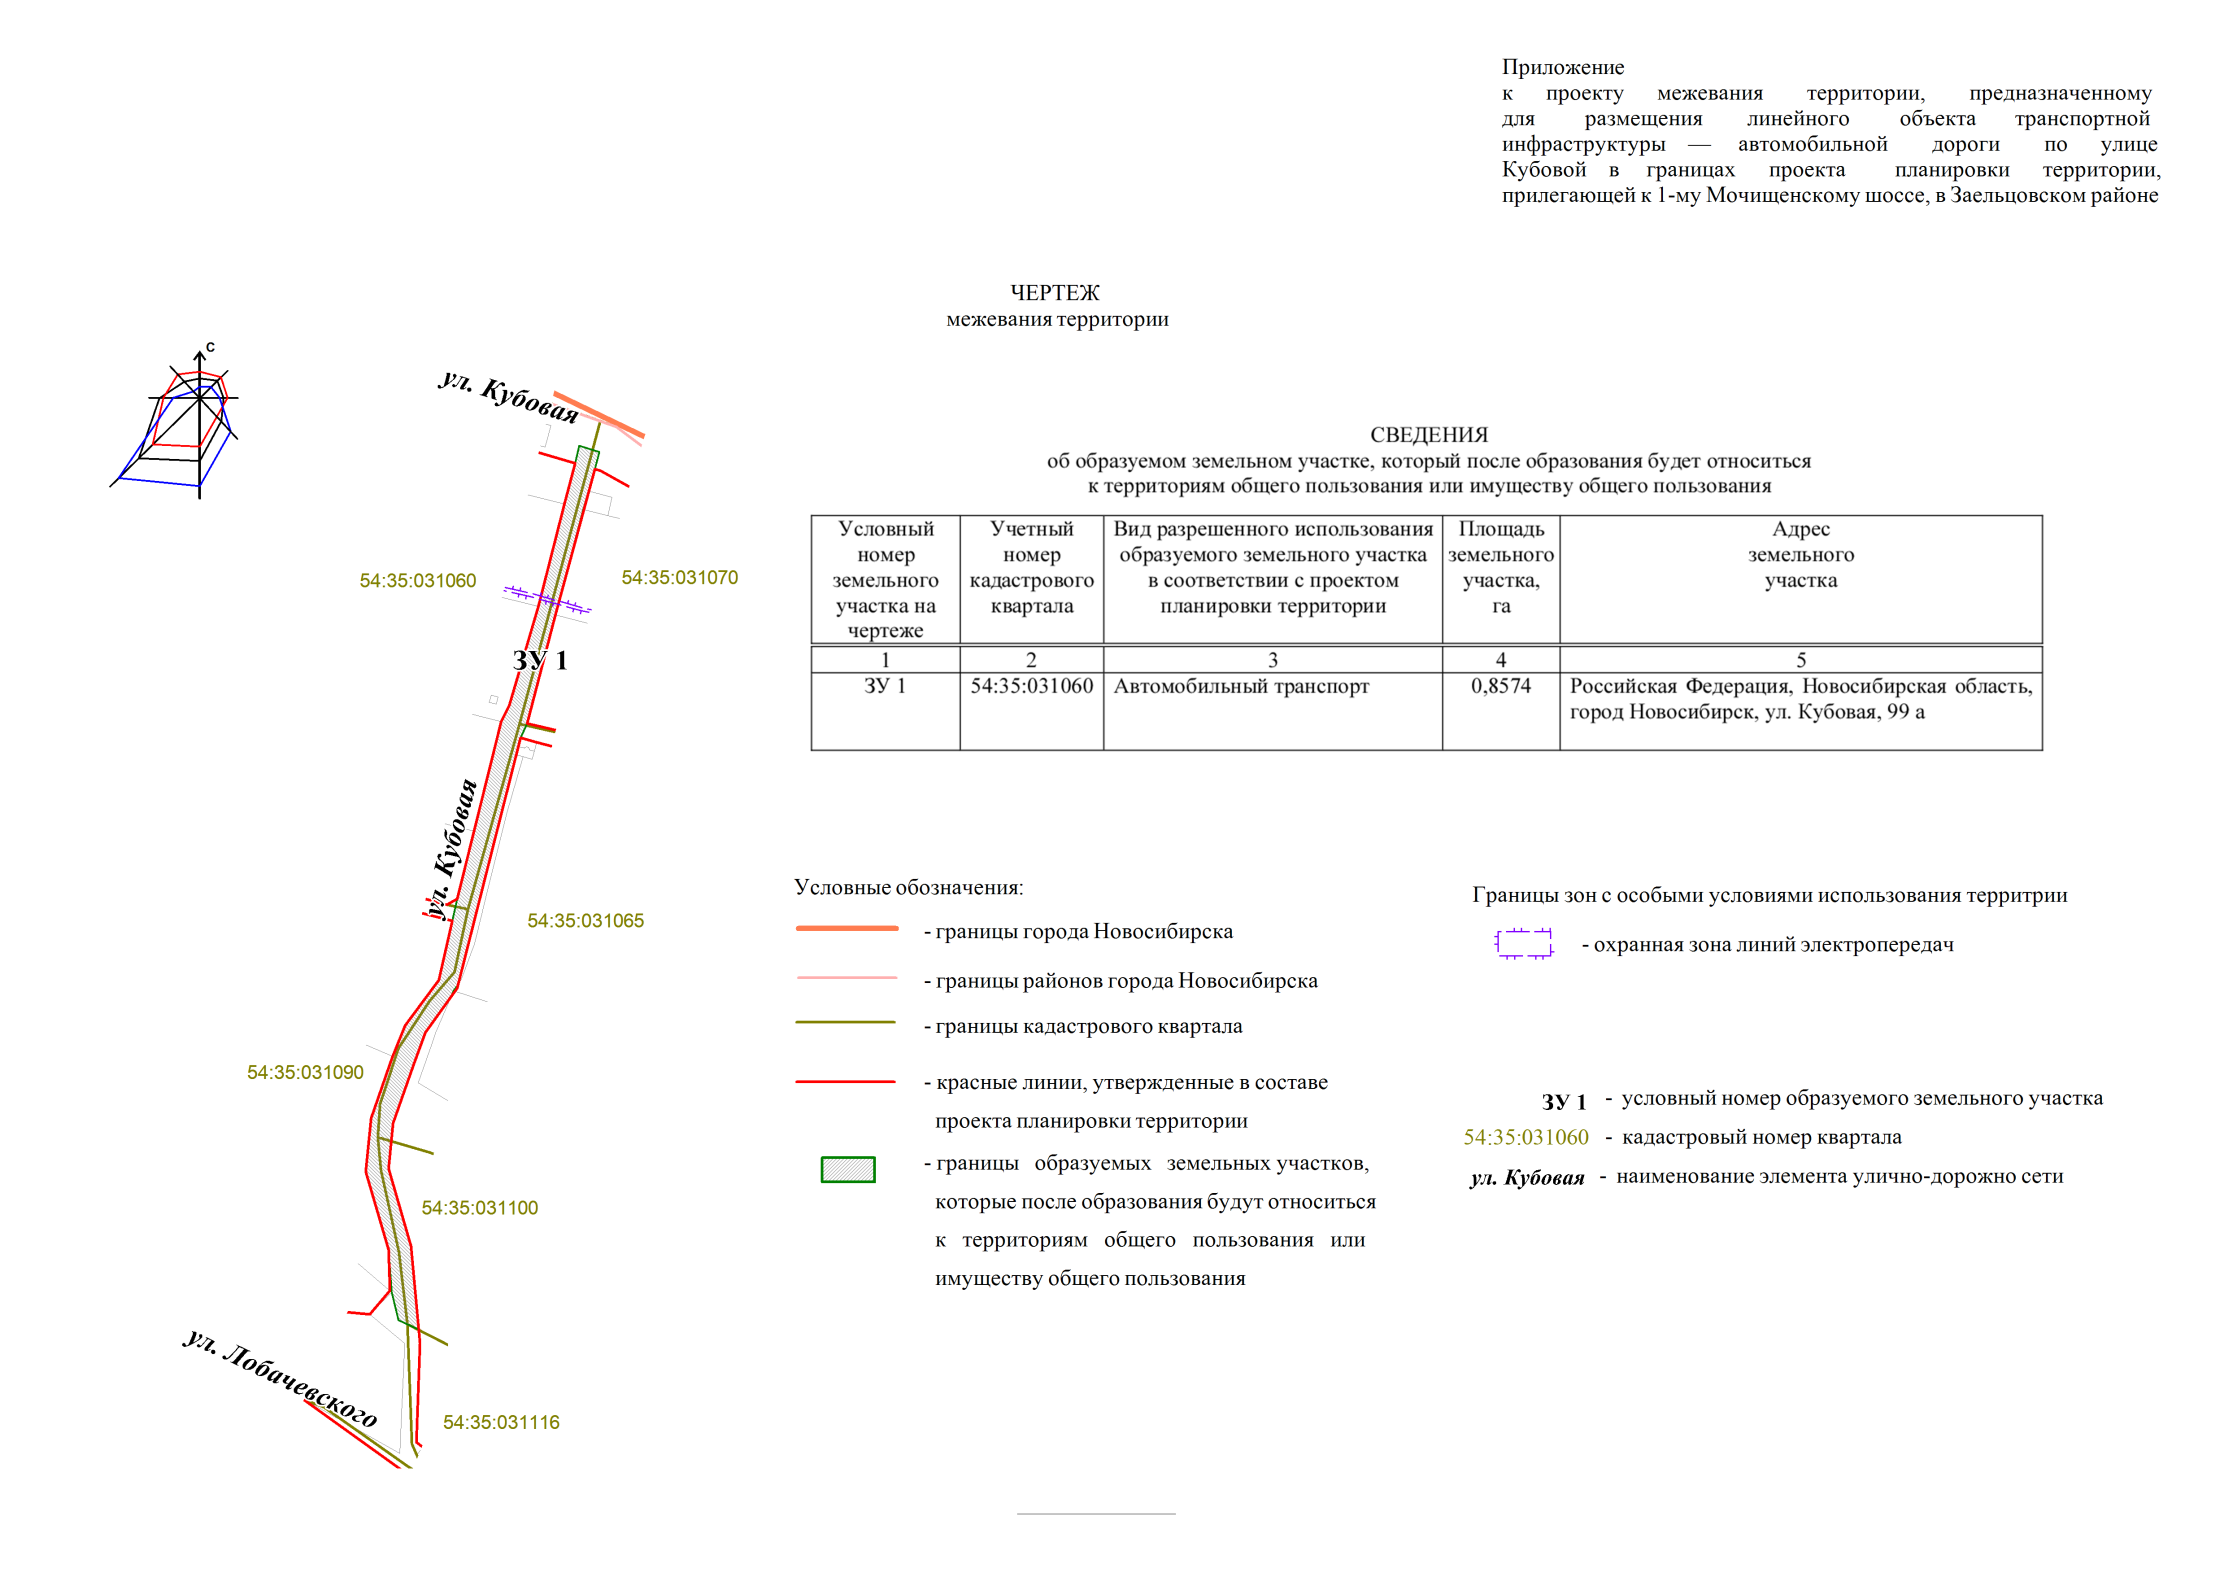 Приложение
к проекту межевания территории, предназначенному
для размещения линейного объекта транспортной
инфраструктуры — автомобильной дороги по улице
Кубовой в границах проекта планировки территории,
прилегающей к 1-му Мочищенскому шоссе, в Заельцовском районе
ЧЕРТЕЖ
межевания территории
С
ул. Кубовая
54:35:031060
54:35:031070
ЗУ 1
ул. Кубовая
54:35:031065
54:35:031090
54:35:031100
ул. Лобачевского
54:35:031116
СВЕДЕНИЯ
об образуемом земельном участке, который после образования будет относиться
к территориям общего пользования или имуществу общего пользования
Условный номер земельного участка на чертеже
Учетный номер кадастрового квартала
Вид разрешенного использования образуемого земельного участка в соответствии с проектом планировки территории
Площадь земельного участка, га
Адрес земельного участка
1 2 3 4 5
ЗУ 1 54:35:031060 Автомобильный транспорт 0,8574 Российская Федерация, Новосибирская область,
город Новосибирск, ул. Кубовая, 99 а
Условные обозначения:
- границы города Новосибирска
- границы районов города Новосибирска
- границы кадастрового квартала
- красные линии, утвержденные в составе
проекта планировки территории
- границы образуемых земельных участков,
которые после образования будут относиться
к территориям общего пользования или
имуществу общего пользования
Границы зон с особыми условиями использования территрии
- охранная зона линий электропередач
ЗУ 1 - условный номер образуемого земельного участка
54:35:031060 - кадастровый номер квартала
ул. Кубовая - наименование элемента улично-дорожно сети